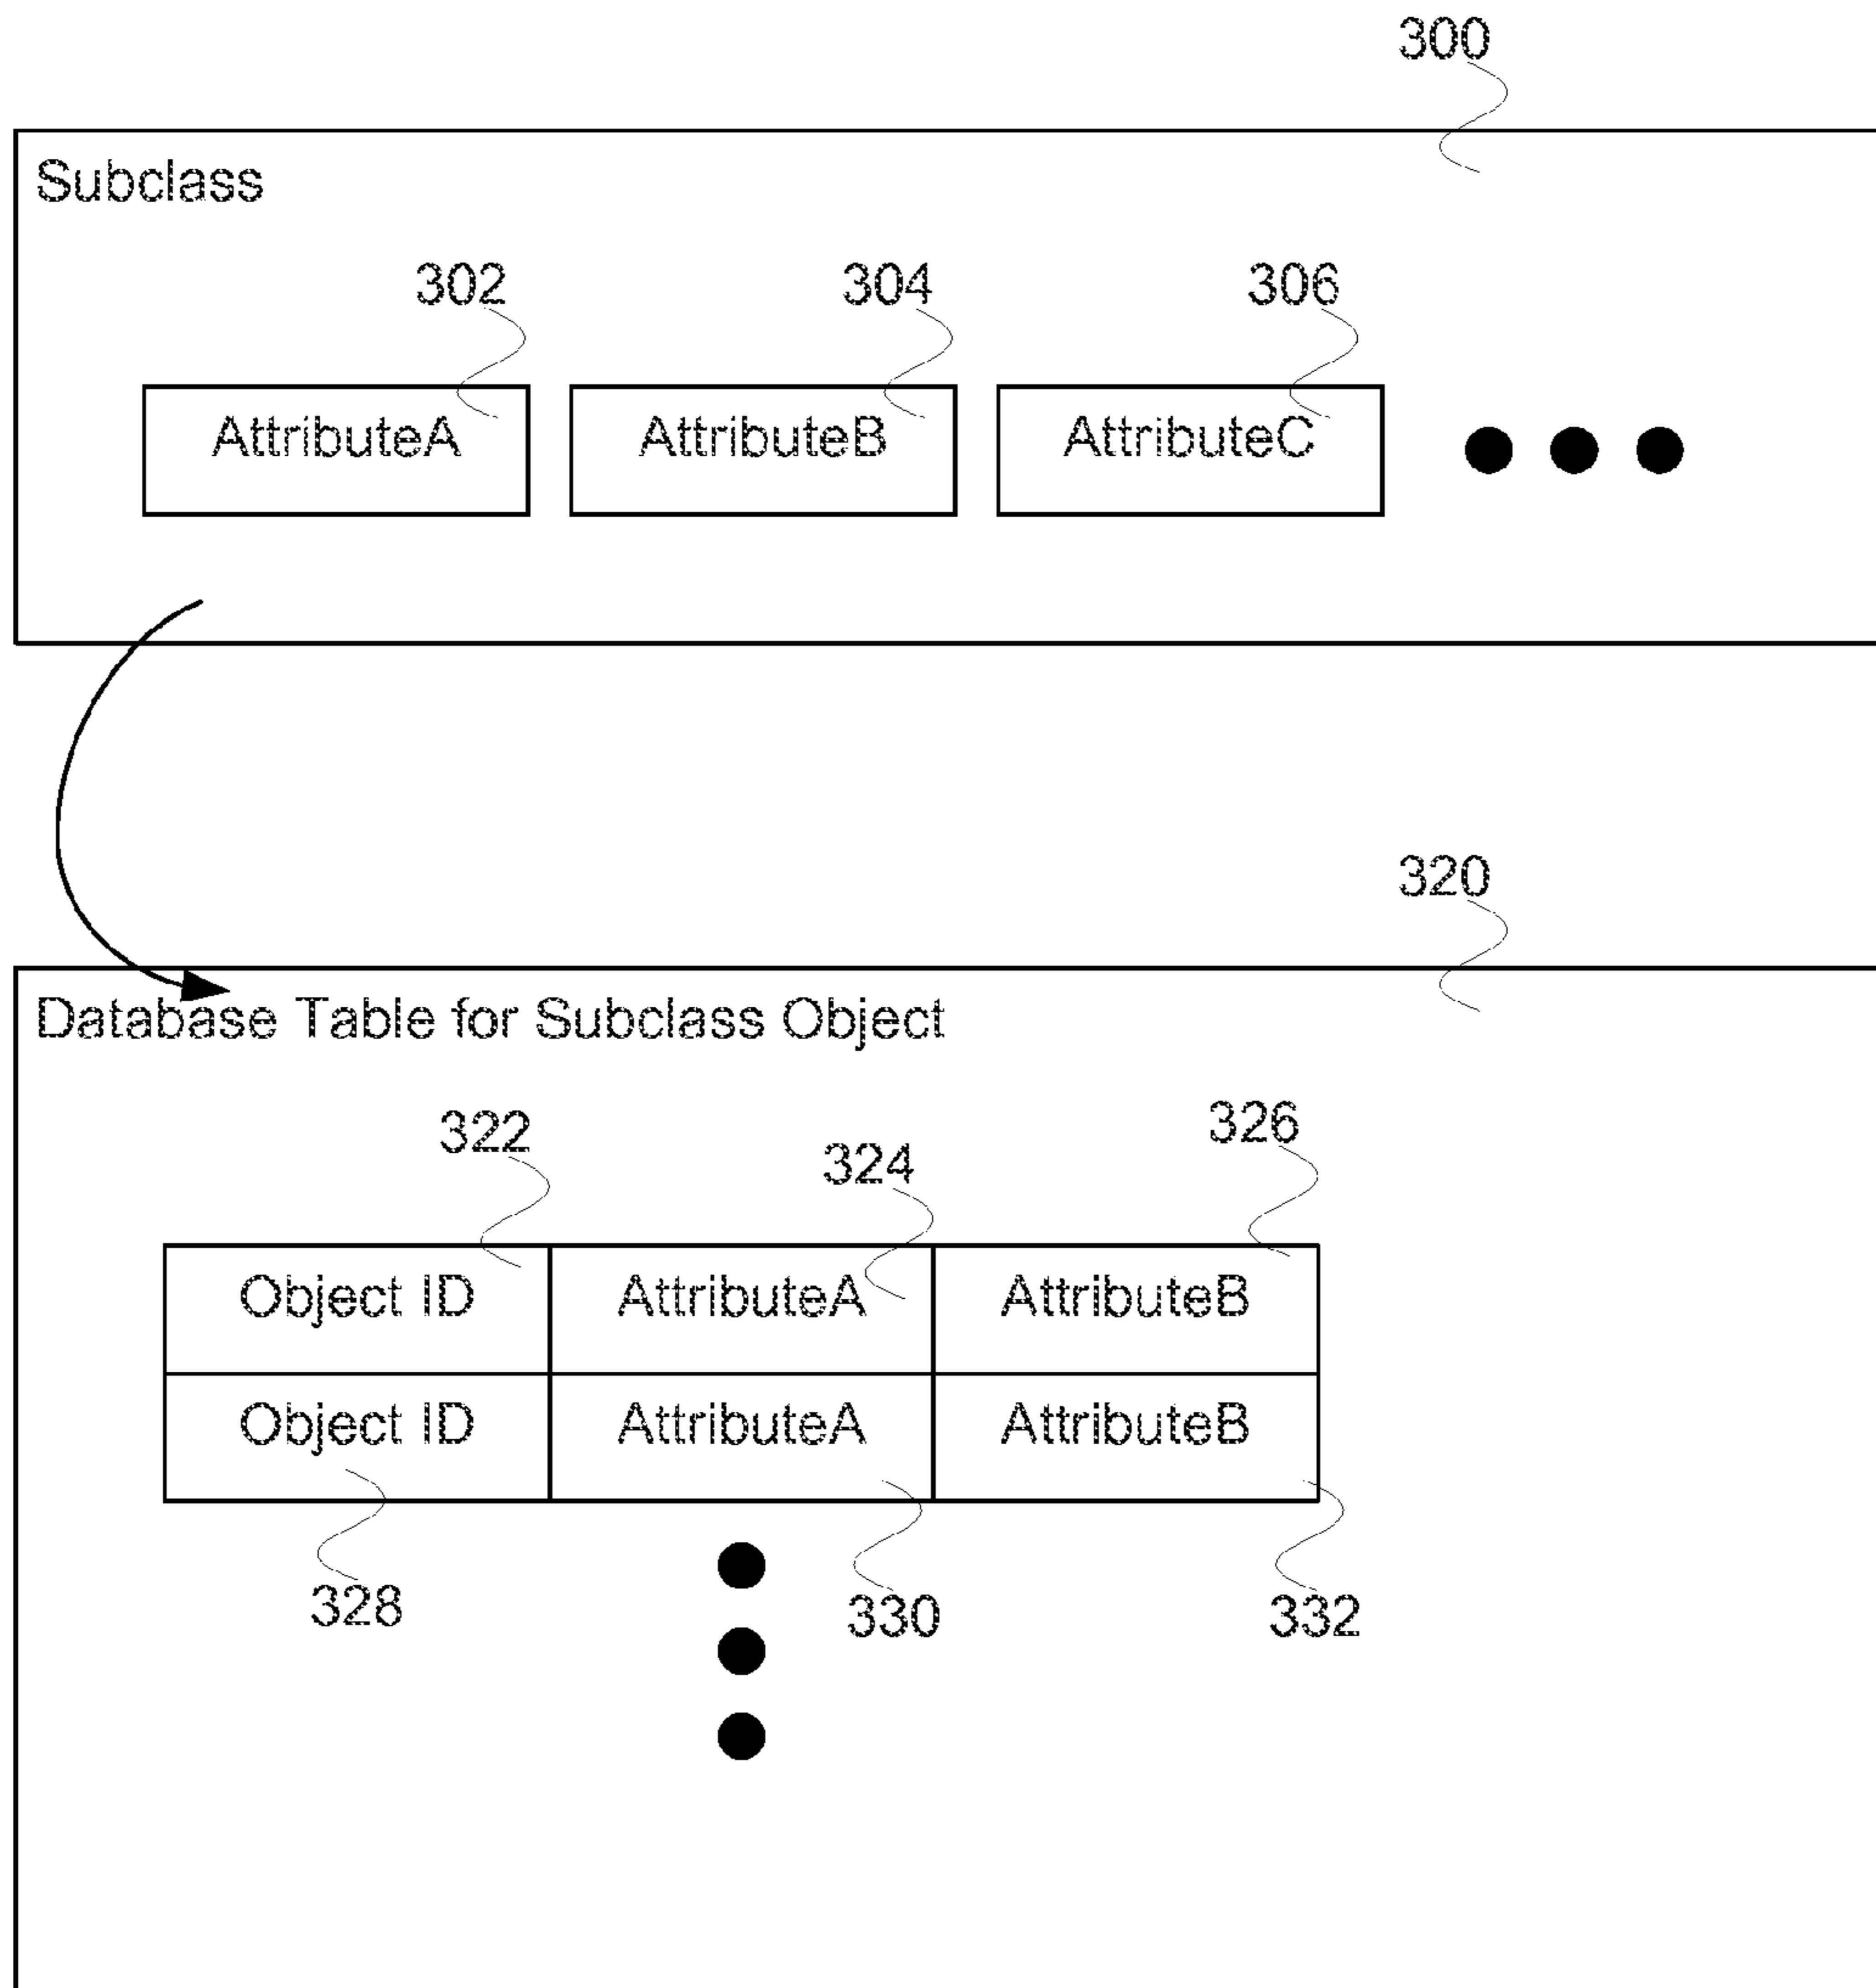 300
Subclass
302 304 306
AttributeA AttributeB AttributeC
320
Database Table for Subclass Object
322 324 326
Object ID AttributeA AttributeB
Object ID AttributeA AttributeB
328 330 332